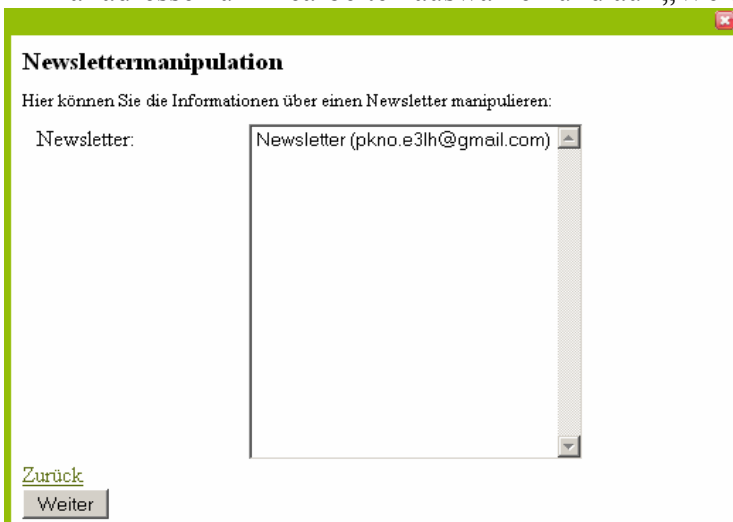 Newslettermanipulation
Hier können Sie die Informationen über einen Newsletter manipulieren:
Newsletter:
Newsletter (pkno.e3lh@gmail.com)
Zurück
Weiter